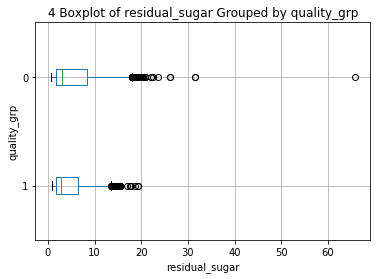 4 Boxplot of residual_sugar Grouped by quality_grp
0
quality_grp
1
0 10 20 30 40 50 60
residual_sugar